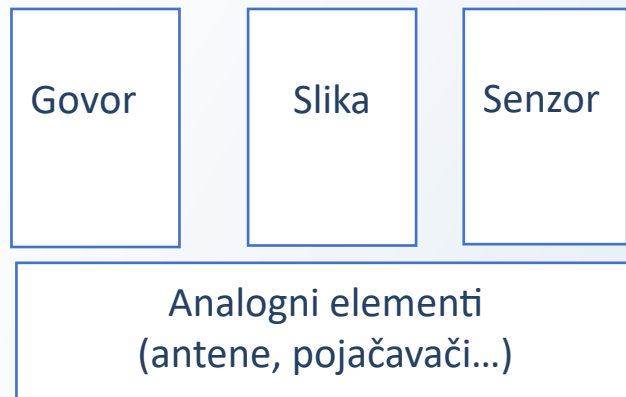 Govor
Slika
Senzor
Analogni elementi
(antene, pojačavači...)